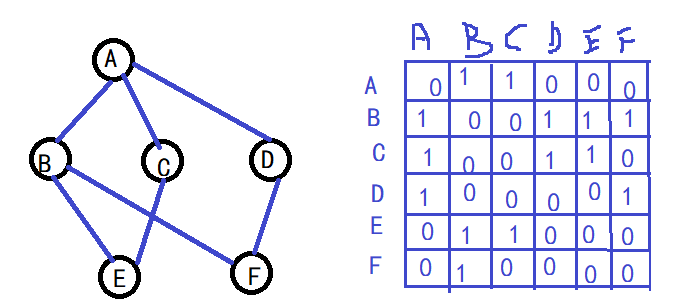 A
B
C
D
E
F
A B C D E F
A 0 1 1 0 0 0
B 1 0 0 1 1 1
C 1 0 0 1 1 0
D 1 0 0 0 0 1
E 0 1 1 0 0 0
F 0 1 0 0 0 0